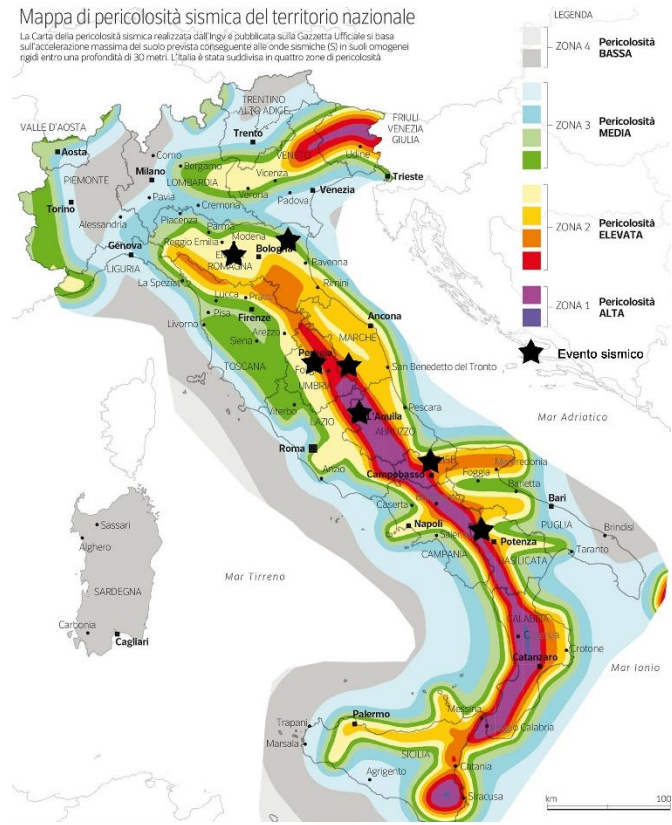 Mappa di pericolosità sismica del territorio nazionale
La Carta della pericolosità sismica realizzata dall'Ingv e pubblicata sulla Gazzetta Ufficiale si basa
sull'accelerazione massima del suolo prevista conseguente alle onde sismiche (S) in suoli omogenei
rigidi entro una profondità di 30 metri. L'Italia è stata suddivisa in quattro zone di pericolosità
LEGENDA
ZONA 4 Pericolosità
BASSA
ZONA 3 Pericolosità
MEDIA
ZONA 2 Pericolosità
ELEVATA
ZONA 1 Pericolosità
ALTA
Evento sismico
TRENTINO
ALTO ADIGE
FRIULI
VENEZIA
GIULIA
VALLE D'AOSTA
Trento
VENETO
Udine
Aosta
Como
Bergamo
Vicenza
Trieste
PIEMONTE
Milano
LOMBARDIA
Verona
Venezia
Torino
Pavia
Cremona
Padova
Alessandria
Piacenza
Parma
Modena
Genova
Reggio Emilia
Bologna
LIGURIA
ROMAGNA
Ravenna
La Spezia
Rimini
Lucca
Pisa
Firenze
Ancona
Livorno
Arezzo
MARCHE
Siena
San Benedetto del Tronto
TOSCANA
UMBRIA
Viterbo
L'Aquila
Pescara
LAZIO
ABRUZZO
Mar Adriatico
Roma
Anzio
Campobasso
Manfredonia
Foggia
Barletta
Caserta
Bari
Napoli
PUGLIA
Brindisi
Potenza
Taranto
CAMPANIA
BASILICATA
Sassari
Alghero
Mar Tirreno
SARDEGNA
CALABRIA
Carbonia
Cagliari
Crotone
Catanzaro
Mar Ionio
Messina
Palermo
Reggio Calabria
Trapani
Marsala
SICILIA
Catania
Agrigento
Siracusa
km 100